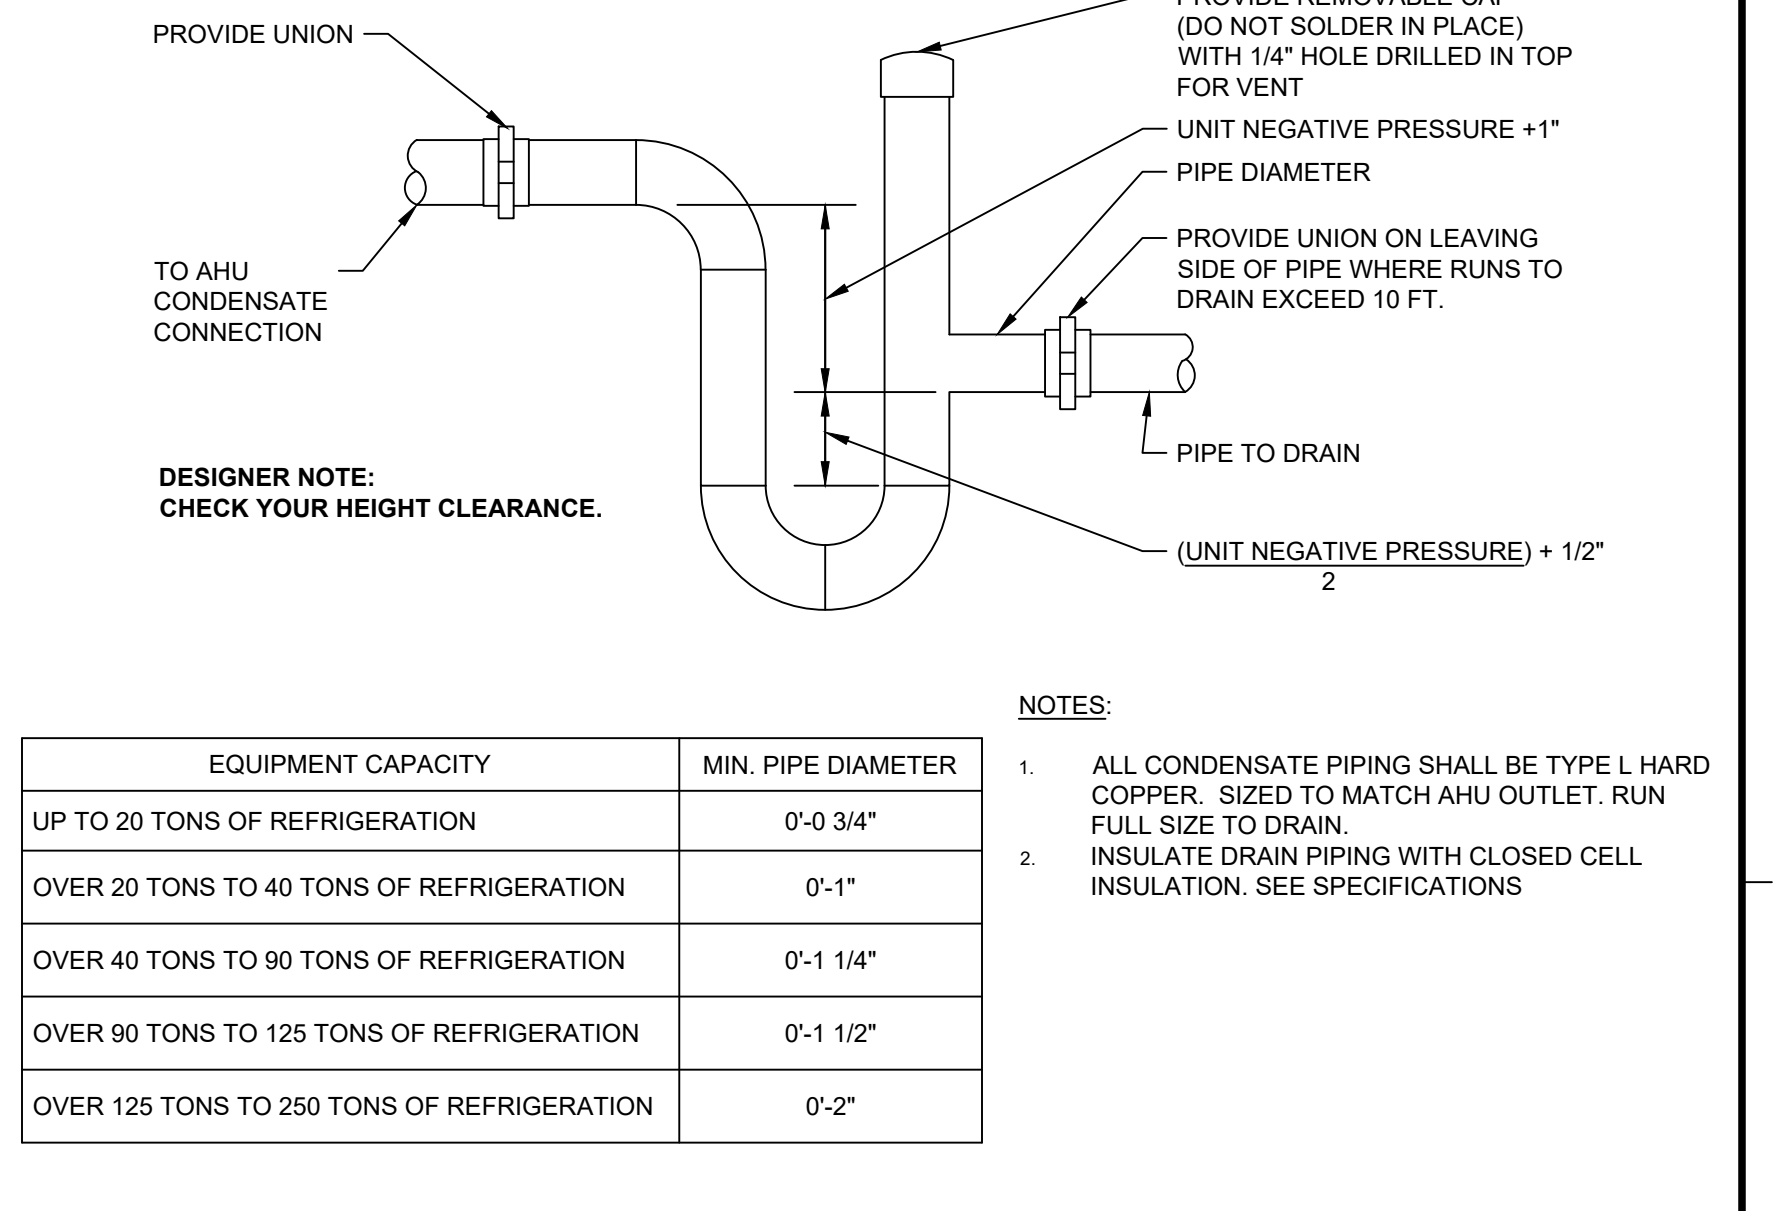 PROVIDE REMOVABLE CAP
(DO NOT SOLDER IN PLACE)
WITH 1/4" HOLE DRILLED IN TOP
FOR VENT
PROVIDE UNION
UNIT NEGATIVE PRESSURE +1"
PIPE DIAMETER
PROVIDE UNION ON LEAVING
SIDE OF PIPE WHERE RUNS TO
DRAIN EXCEED 10 FT.
TO AHU
CONDENSATE
CONNECTION
PIPE TO DRAIN
DESIGNER NOTE:
CHECK YOUR HEIGHT CLEARANCE.
(UNIT NEGATIVE PRESSURE) + 1/2"
2
EQUIPMENT CAPACITY MIN. PIPE DIAMETER
UP TO 20 TONS OF REFRIGERATION 0'-0 3/4"
OVER 20 TONS TO 40 TONS OF REFRIGERATION 0'-1"
OVER 40 TONS TO 90 TONS OF REFRIGERATION 0'-1 1/4"
OVER 90 TONS TO 125 TONS OF REFRIGERATION 0'-1 1/2"
OVER 125 TONS TO 250 TONS OF REFRIGERATION 0'-2"
NOTES:
1. ALL CONDENSATE PIPING SHALL BE TYPE L HARD
COPPER. SIZED TO MATCH AHU OUTLET. RUN
FULL SIZE TO DRAIN.
2. INSULATE DRAIN PIPING WITH CLOSED CELL
INSULATION. SEE SPECIFICATIONS